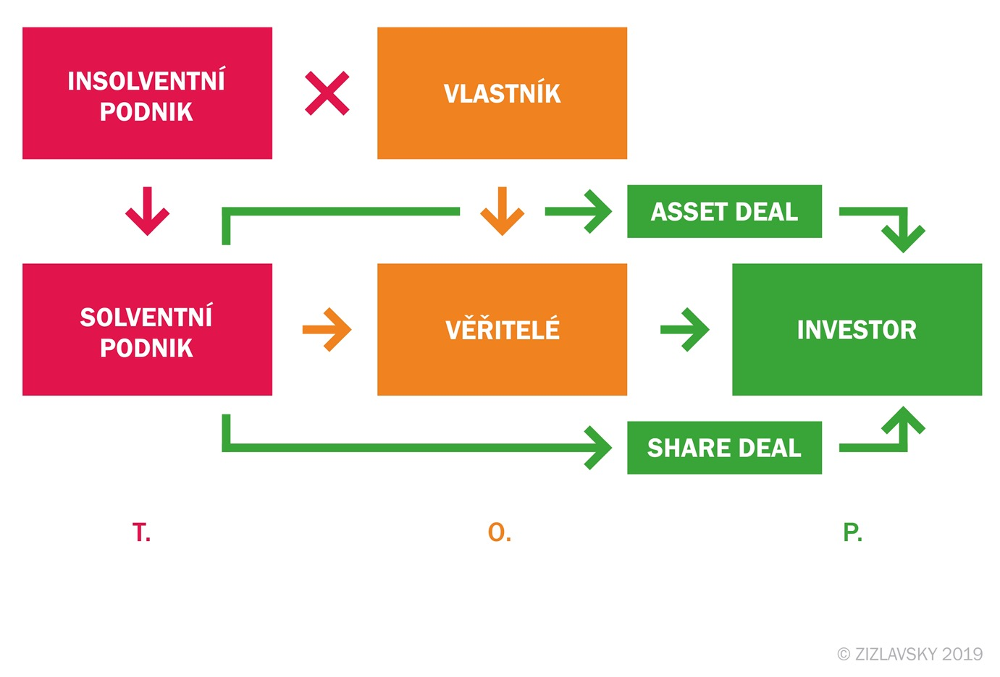 INSOLVENTNÍ
PODNIK
VLASTNÍK
ASSET DEAL
SOLVENTNÍ
PODNIK
VĚŘITELÉ
INVESTOR
SHARE DEAL
T.
O.
P.
© ZIZLAVSKY 2019